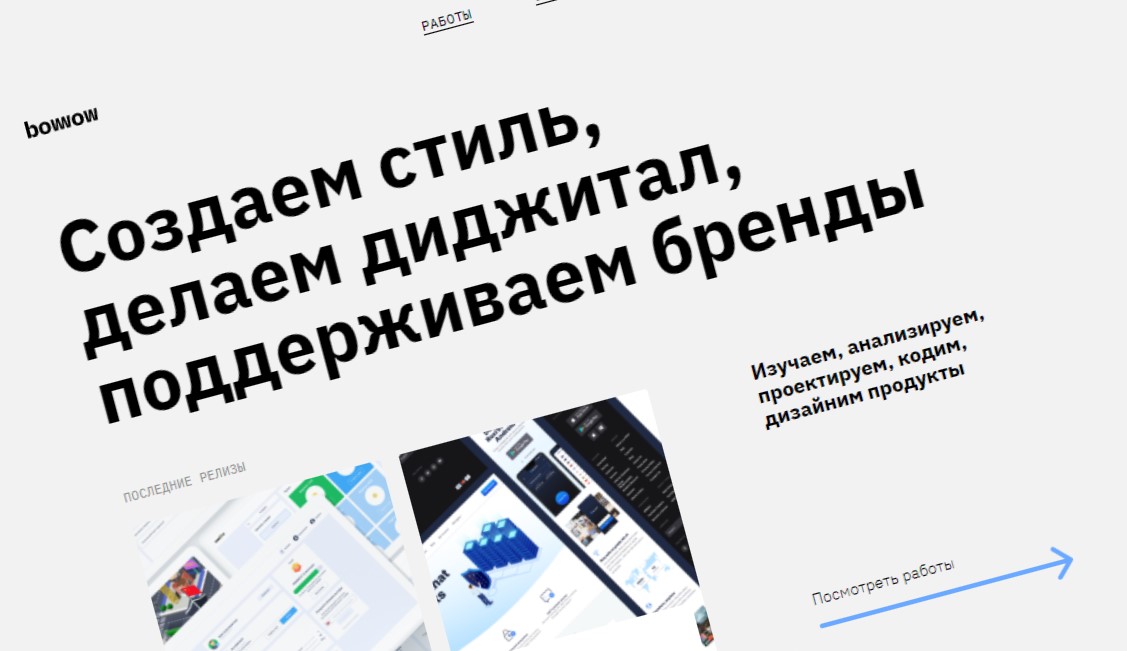 РАБОТЫ
bowow
Создаем стиль,
делаем диджитал,
поддерживаем бренды
Изучаем, анализируем,
проектируем, кодим,
дизайним продукты
ПОСЛЕДНИЕ РЕЛИЗЫ
Посмотреть работы